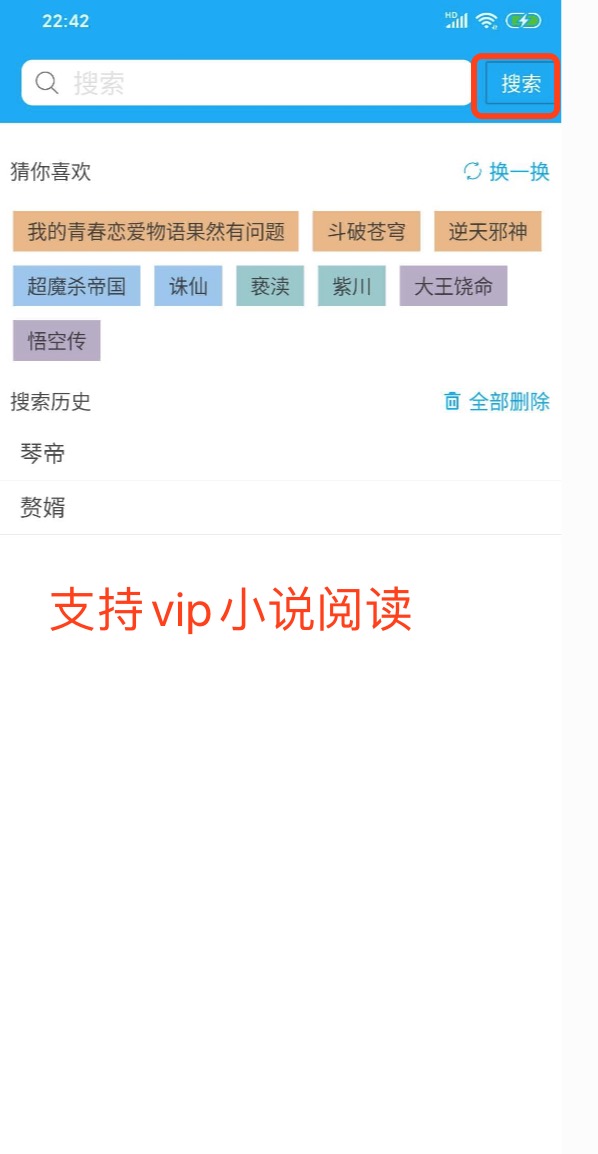 22:42 HD
搜索 搜索
猜你喜欢 换一换
我的青春恋爱物语果然有问题 斗破苍穹 逆天邪神
超魔杀帝国 诛仙 亵渎 紫川 大王饶命
悟空传
搜索历史 全部删除
琴帝
赘婿
支持vip小说阅读